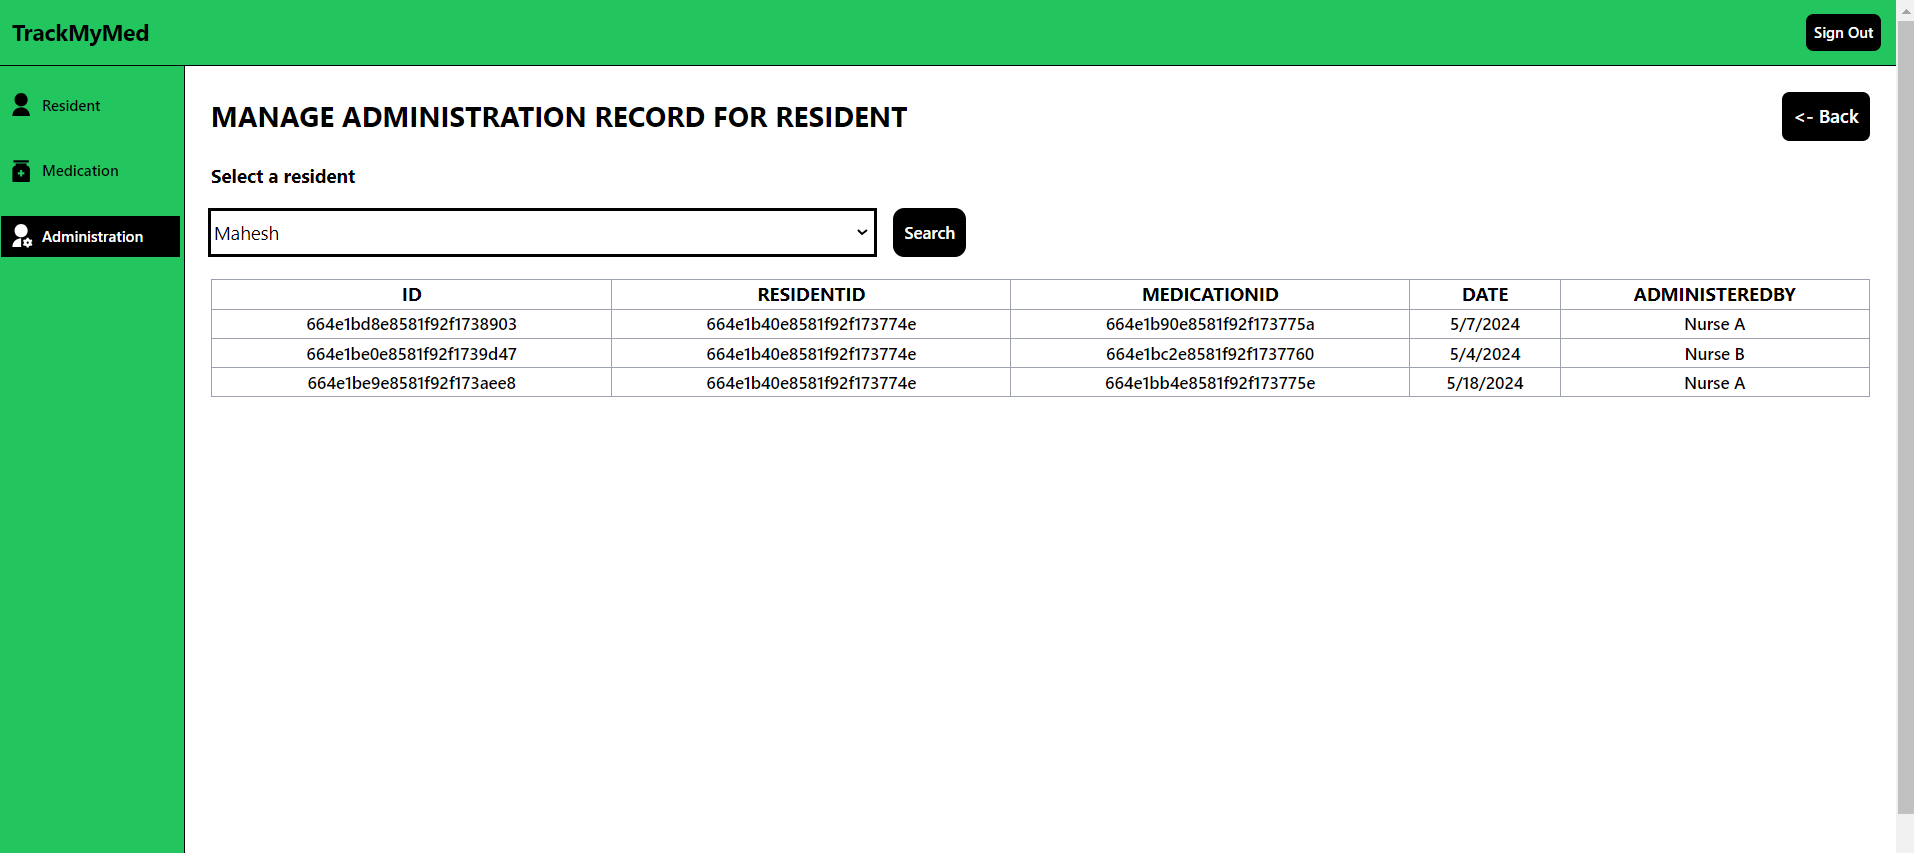 TrackMyMed
Sign Out
Resident
Medication
Administration
MANAGE ADMINISTRATION RECORD FOR RESIDENT
<- Back
Select a resident
Mahesh
Search
ID RESIDENTID MEDICATIONID DATE ADMINISTEREDBY
664e1bd8e8581f92f1738903 664e1b40e8581f92f173774e 664e1b90e8581f92f173775a 5/7/2024 Nurse A
664e1be0e8581f92f1739d47 664e1b40e8581f92f173774e 664e1bc2e8581f92f1737760 5/4/2024 Nurse B
664e1be9e8581f92f173aee8 664e1b40e8581f92f173774e 664e1bb4e8581f92f173775e 5/18/2024 Nurse A